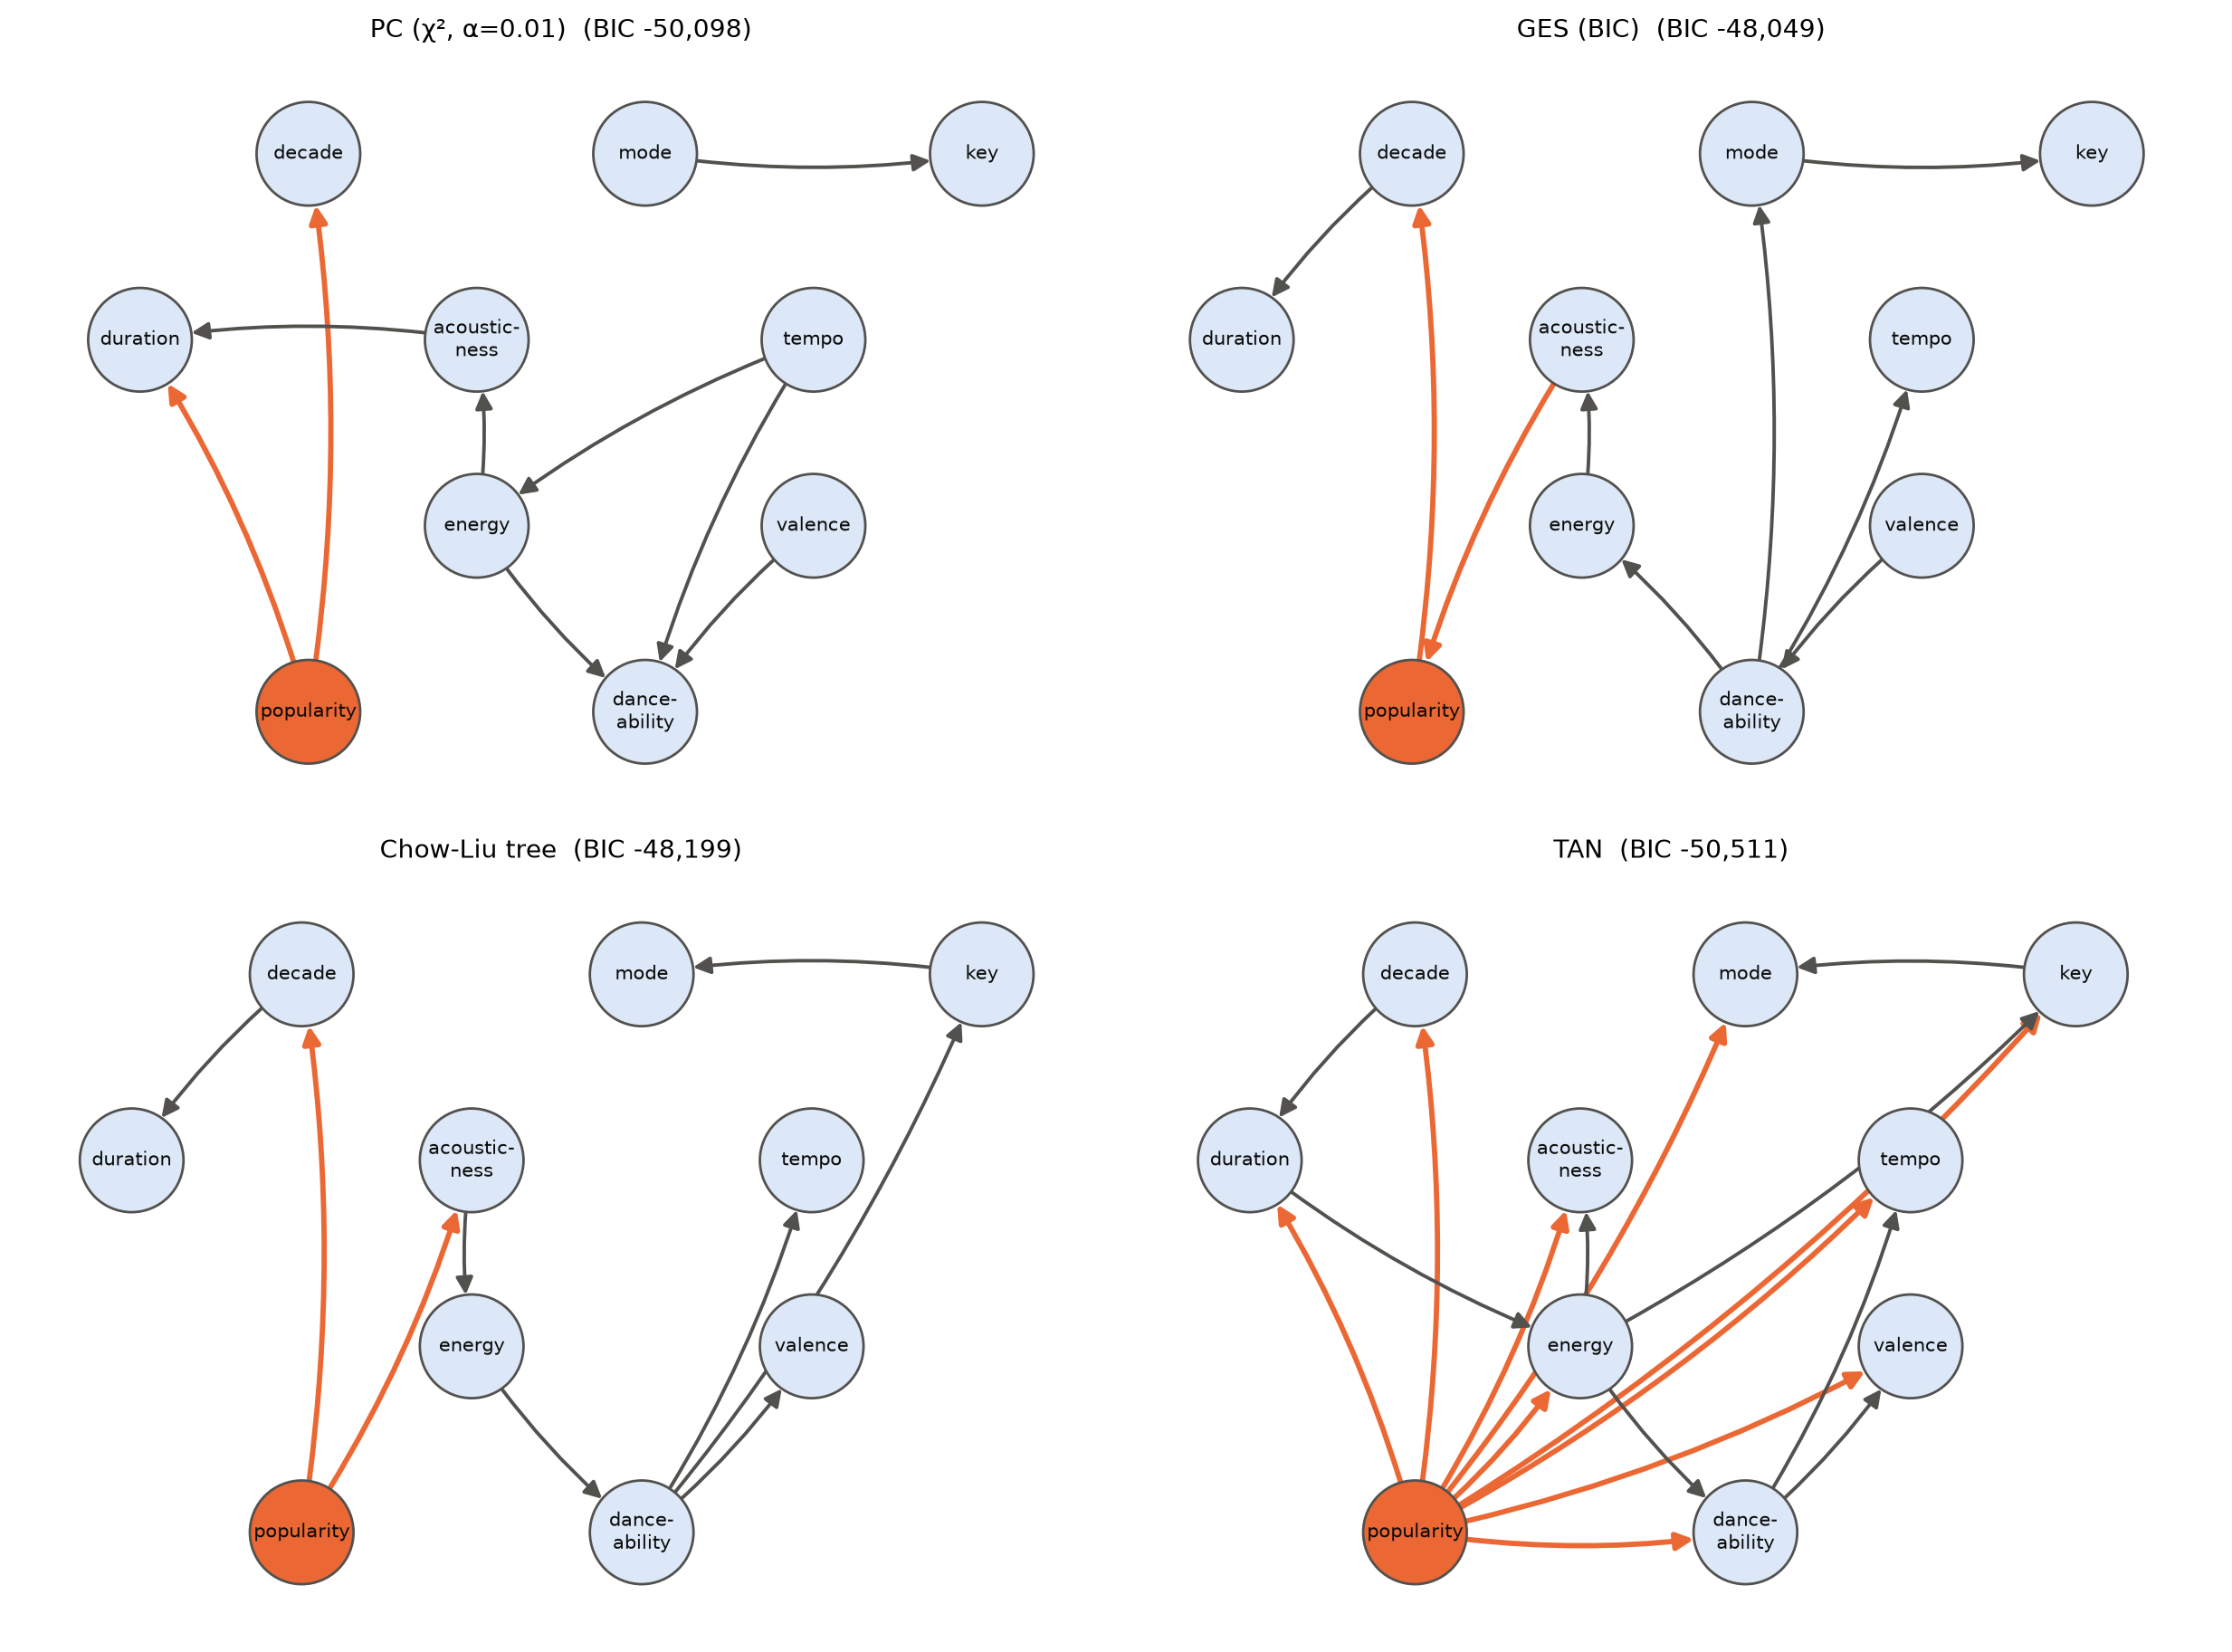 PC (χ², α=0.01)  (BIC -50,098)
decade
mode
key
duration
acoustic-
ness
tempo
energy
valence
popularity
dance-
ability
GES (BIC)  (BIC -48,049)
decade
mode
key
duration
acoustic-
ness
tempo
energy
valence
popularity
dance-
ability
Chow-Liu tree  (BIC -48,199)
decade
mode
key
duration
acoustic-
ness
tempo
energy
valence
popularity
dance-
ability
TAN  (BIC -50,511)
decade
mode
key
duration
acoustic-
ness
tempo
energy
valence
popularity
dance-
ability